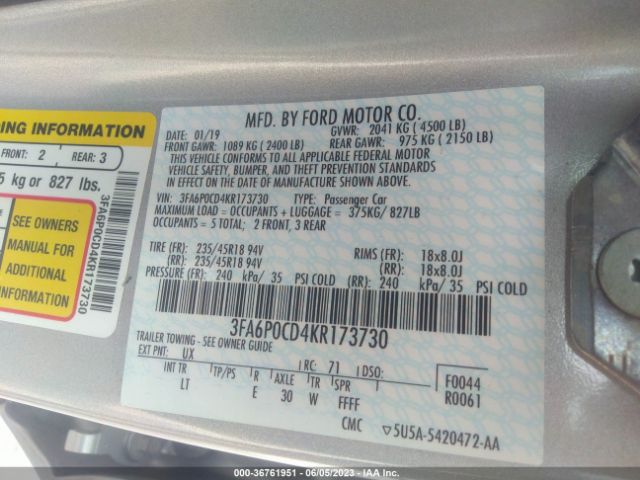 DING INFORMATION
FRONT: 2 REAR: 3
5 kg or 827 lbs.
SEE OWNERS
MANUAL FOR
ADDITIONAL
INFORMATION
3FA6P0CD4KR173730
MFD. BY FORD MOTOR CO.
DATE: 01/19 GVWR: 2041 KG (4500 LB)
FRONT GAWR: 1089 KG (2400 LB) REAR GAWR: 975 KG (2150 LB)
THIS VEHICLE CONFORMS TO ALL APPLICABLE FEDERAL MOTOR
VEHICLE SAFETY, BUMPER, AND THEFT PREVENTION STANDARDS
IN EFFECT ON THE DATE OF MANUFACTURE SHOWN ABOVE.
VIN: 3FA6P0CD4KR173730 TYPE: Passenger Car
MAXIMUM LOAD = OCCUPANTS + LUGGAGE = 375KG/ 827LB
OCCUPANTS = 5 TOTAL; 2 FRONT, 3 REAR
TIRE (FR): 235/45R18 94V RIMS (FR): 18x8.0J
(RR): 235/45R18 94V (RR): 18x8.0J
PRESSURE (FR): 240 kPa/ 35 PSI COLD (RR): 240 kPa/ 35 PSI COLD
3FA6P0CD4KR173730
TRAILER TOWING - SEE OWNER GUIDE
EXT PNT: UX RC: 71 DSO:
INT TR TP/PS R AXLE TR SPR F0044
LT E 30 W FFFF R0061
CMC ▽5U5A-5420472-AA
000-36761951 - 06/05/2023 - IAA Inc.